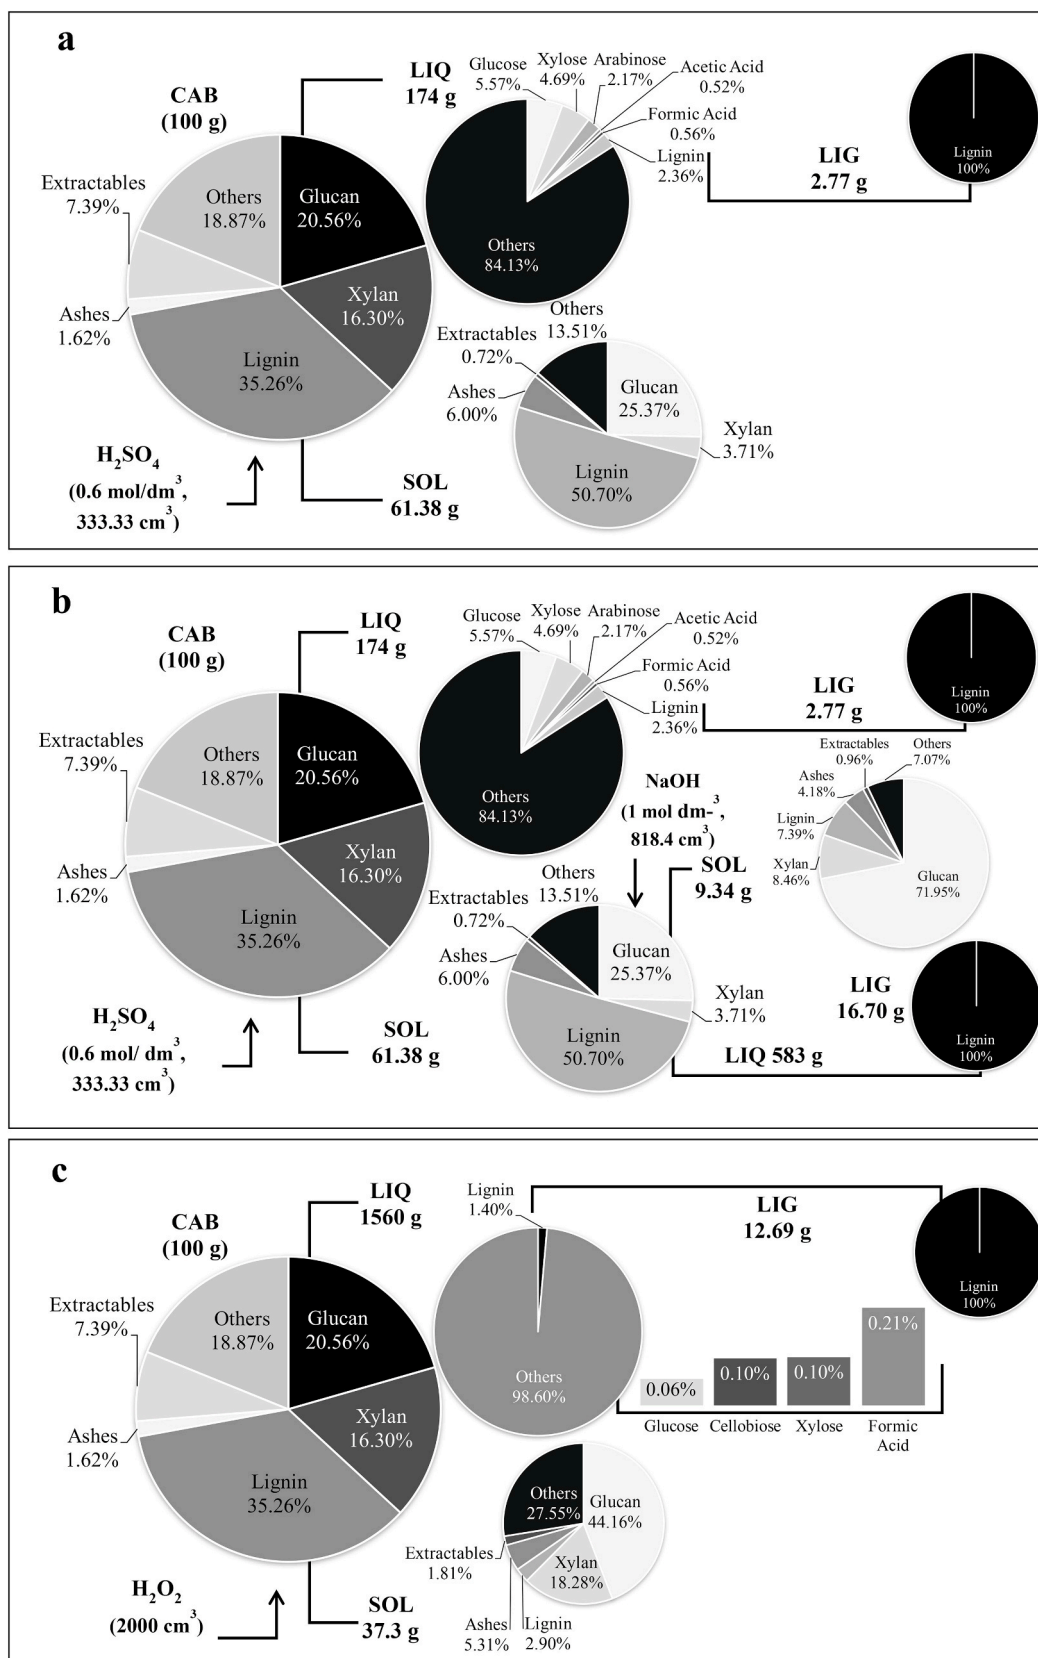 a
CAB
(100 g)
LIQ
174 g
Glucose
5.57%
Xylose
4.69%
Arabinose
2.17%
Acetic Acid
0.52%
Formic Acid
0.56%
Lignin
2.36%
Others
84.13%
LIG
2.77 g
Lignin
100%
Extractables
7.39%
Others
18.87%
Glucan
20.56%
Xylan
16.30%
Ashes
1.62%
Lignin
35.26%
H2SO4
(0.6 mol/dm3,
333.33 cm3)
SOL
61.38 g
Others
13.51%
Extractables
0.72%
Ashes
6.00%
Glucan
25.37%
Xylan
3.71%
Lignin
50.70%
b
CAB
(100 g)
LIQ
174 g
Glucose
5.57%
Xylose
4.69%
Arabinose
2.17%
Acetic Acid
0.52%
Formic Acid
0.56%
Lignin
2.36%
Others
84.13%
LIG
2.77 g
Lignin
100%
Extractables
7.39%
Others
18.87%
Glucan
20.56%
Xylan
16.30%
Ashes
1.62%
Lignin
35.26%
H2SO4
(0.6 mol/ dm3,
333.33 cm3)
SOL
61.38 g
NaOH
(1 mol dm-3,
818.4 cm3)
Others
13.51%
Extractables
0.72%
Ashes
6.00%
Glucan
25.37%
Xylan
3.71%
Lignin
50.70%
SOL
9.34 g
Extractables
0.96%
Others
7.07%
Ashes
4.18%
Lignin
7.39%
Xylan
8.46%
Glucan
71.95%
LIG
16.70 g
LIQ 583 g
Lignin
100%
c
CAB
(100 g)
LIQ
1560 g
Lignin
1.40%
Others
98.60%
LIG
12.69 g
Lignin
100%
0.06%
0.10%
0.10%
0.21%
Glucose
Cellobiose
Xylose
Formic
Acid
Extractables
7.39%
Others
18.87%
Glucan
20.56%
Xylan
16.30%
Ashes
1.62%
Lignin
35.26%
H2O2
(2000 cm3)
SOL
37.3 g
Others
27.55%
Glucan
44.16%
Xylan
18.28%
Extractables
1.81%
Ashes
5.31%
Lignin
2.90%